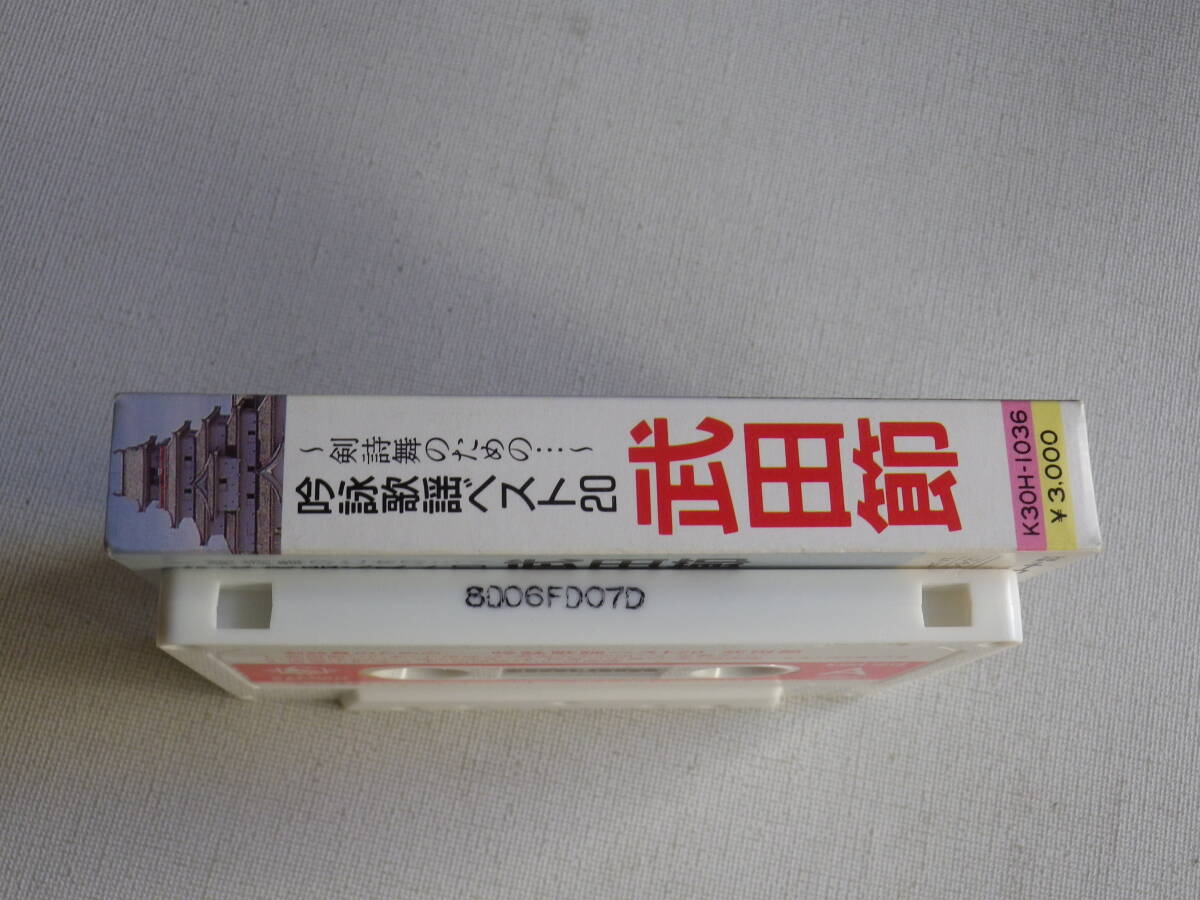 ～剣詩舞のための…～
吟詠歌謡ベスト20
武田節
K30H-1036
¥3,000
8006FD07D